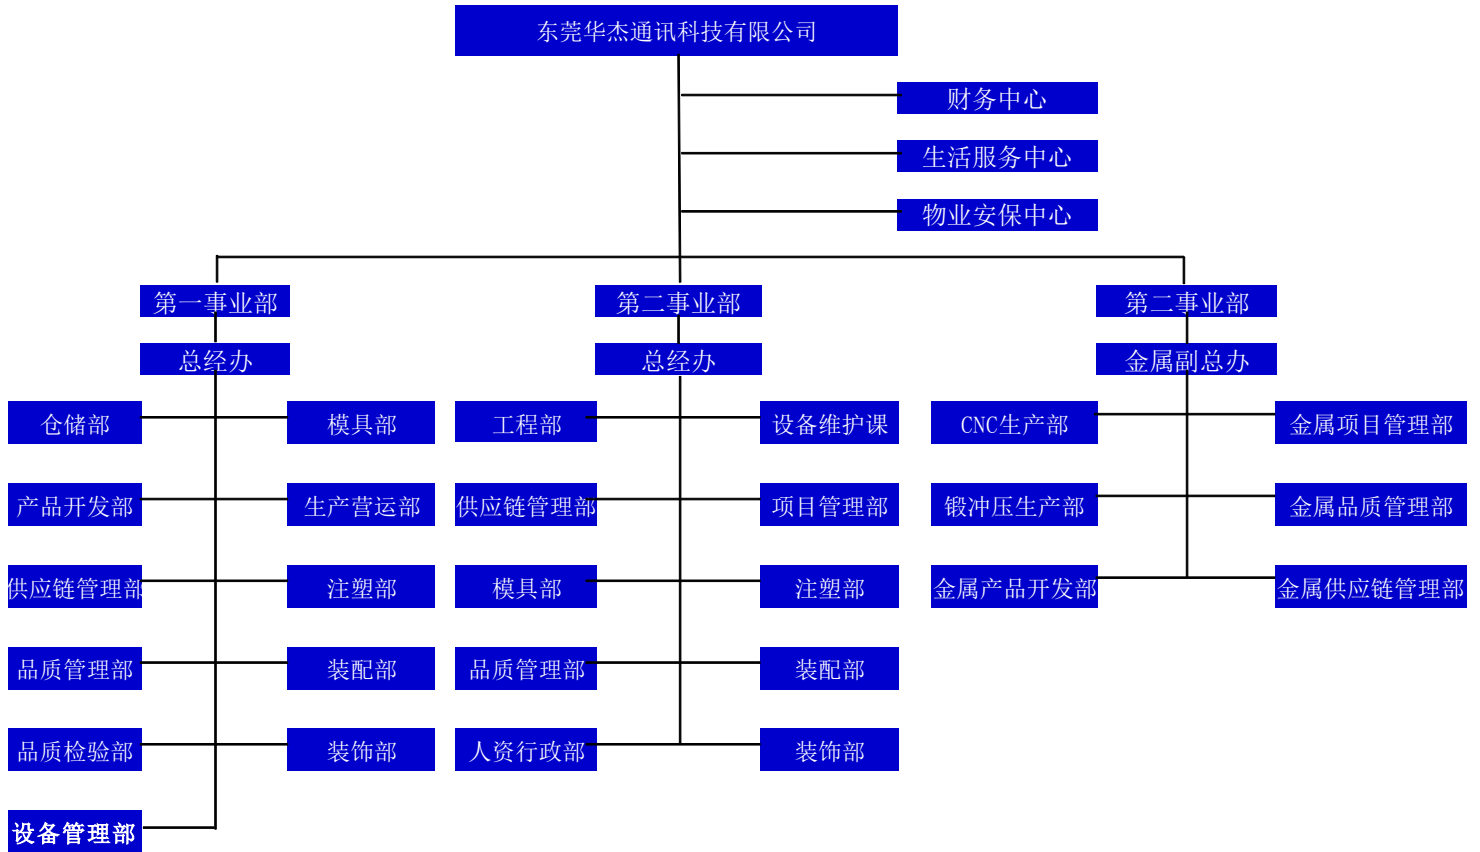 东莞华杰通讯科技有限公司
财务中心
生活服务中心
物业安保中心
第一事业部
第二事业部
第二事业部
总经办
总经办
金属副总办
仓储部
模具部
工程部
设备维护课
CNC生产部
金属项目管理部
产品开发部
生产营运部
供应链管理部
项目管理部
锻冲压生产部
金属品质管理部
供应链管理部
注塑部
模具部
注塑部
金属产品开发部
金属供应链管理部
品质管理部
装配部
品质管理部
装配部
品质检验部
装饰部
人资行政部
装饰部
设备管理部